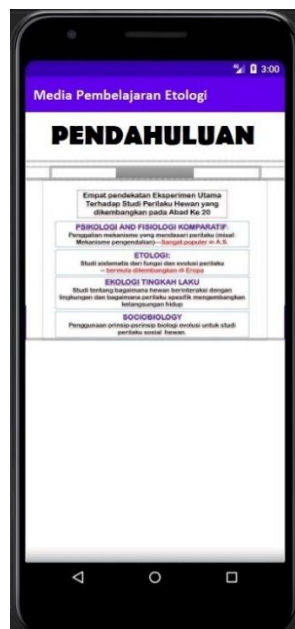 3:00
Media Pembelajaran Etologi
PENDAHULUAN
Empat pendekatan Eksperimen Utama
Terhadap Studi Perilaku Hewan yang
dikembangkan pada Abad Ke 20
PSIKOLOGI AND FISIOLOGI KOMPARATIF:
Penggalian mekanisme yang mendasari perilaku (misal:
Mekanisme pengendalian)—Sangat populer in A.S.
ETOLOGI:
Studi sistematis dari fungsi dan evolusi perilaku
– bermula dikembangkan di Eropa
EKOLOGI TINGKAH LAKU
Studi tentang bagaimana hewan berinteraksi dengan
lingkungan dan bagaimana perilaku spesifik mengembangkan
kelangsungan hidup
SOCIOBIOLOGY
Penggunaan prinsip-psrinsip biologi evolusi untuk studi
perilaku sosial hewan.